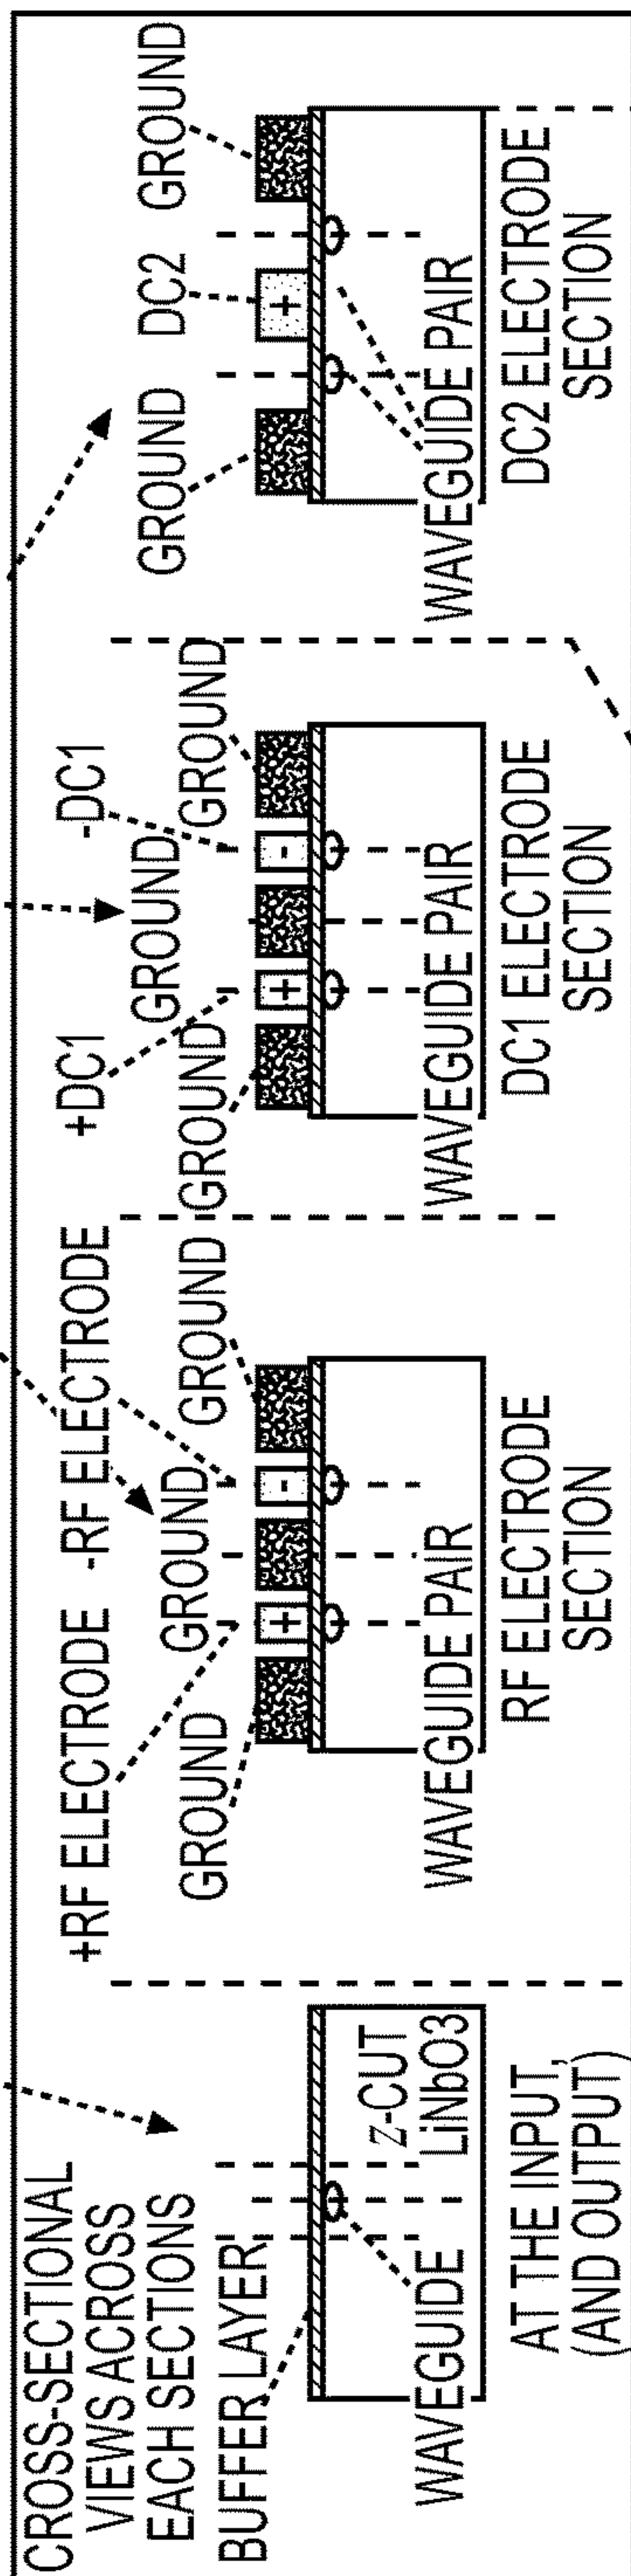 CROSS-SECTIONAL
VIEWS ACROSS
EACH SECTIONS
BUFFER LAYER
WAVEGUIDE
z-CUT
LiNbO3
AT THE INPUT,
(AND OUTPUT)
+RF ELECTRODE
-RF ELECTRODE
GROUND
GROUND
GROUND
+
-
WAVEGUIDE PAIR
RF ELECTRODE
SECTION
+DC1
-DC1
GROUND
GROUND
GROUND
+
-
WAVEGUIDE PAIR
DC1 ELECTRODE
SECTION
GROUND
DC2
GROUND
+
WAVEGUIDE PAIR
DC2 ELECTRODE
SECTION